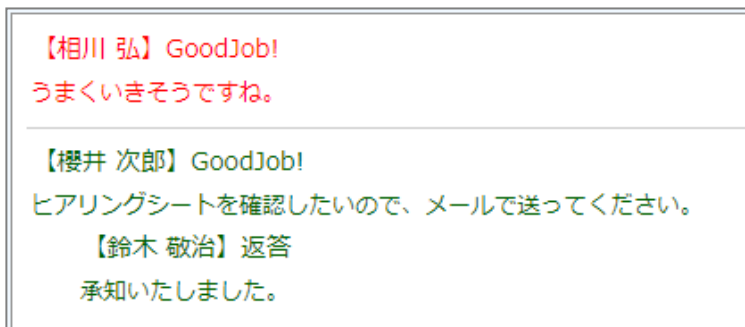 【相川 弘】GoodJob!
うまくいきそうですね。
【櫻井 次郎】GoodJob!
ヒアリングシートを確認したいので、メールで送ってください。
【鈴木 敬治】返答
承知いたしました。